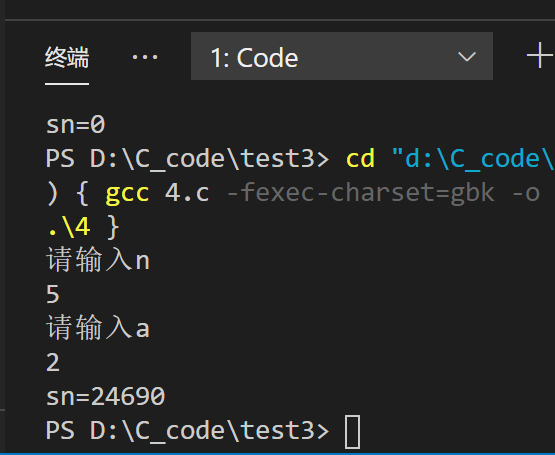 终端 ... 1: Code
sn=0
PS D:\C_code\test3> cd "d:\C_code\
) { gcc 4.c -fexec-charset=gbk -o
.\4 }
请输入n
5
请输入a
2
sn=24690
PS D:\C_code\test3>